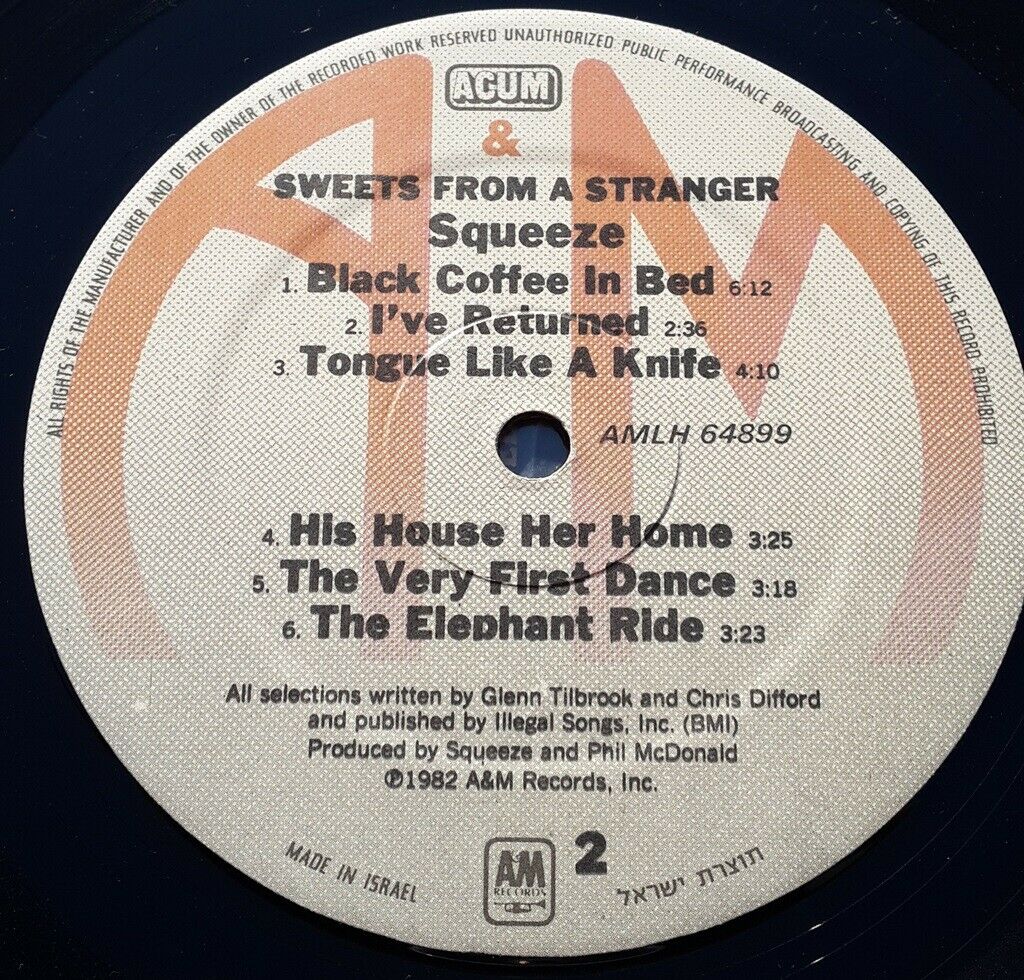 ALL RIGHTS OF THE MANUFACTURER AND OF THE OWNER OF THE RECORDED WORK RESERVED UNAUTHORIZED PUBLIC PERFORMANCE BROADCASTING AND COPYING OF THIS RECORD PROHIBITED
ACUM
&
SWEETS FROM A STRANGER
Squeeze
1. Black Coffee In Bed 6:12
2. I've Returned 2:36
3. Tongue Like A Knife 4:10
AMLH 64899
4. His House Her Home 3:25
5. The Very First Dance 3:18
6. The Elephant Ride 3:23
All selections written by Glenn Tilbrook and Chris Difford
and published by Illegal Songs, Inc. (BMI)
Produced by Squeeze and Phil McDonald
℗1982 A&M Records, Inc.
MADE IN ISRAEL
A&M
RECORDS
2
תוצרת ישראל